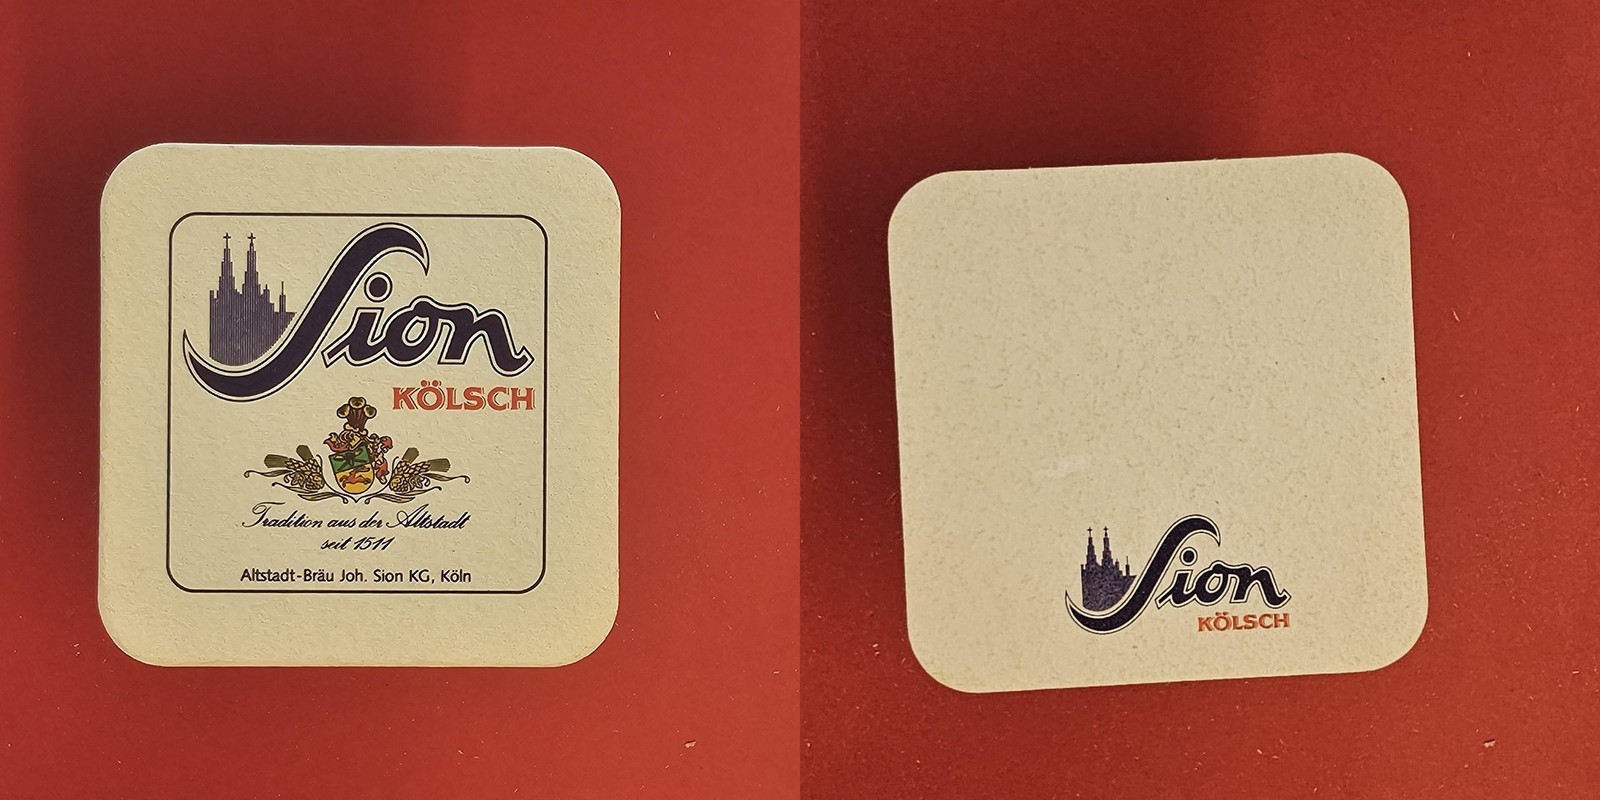 Sion
KÖLSCH
Tradition aus der Altstadt
seit 1511
Altstadt-Bräu Joh. Sion KG, Köln
Sion
KÖLSCH